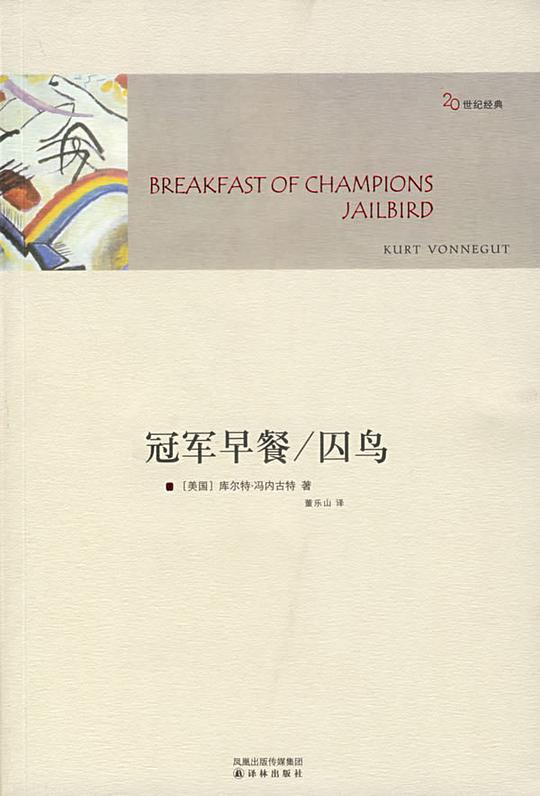 20世纪经典
BREAKFAST OF CHAMPIONS
JAILBIRD
KURT VONNEGUT
冠军早餐/囚鸟
[美国] 库尔特·冯内古特 著
董乐山 译
凤凰出版传媒集团
译林出版社